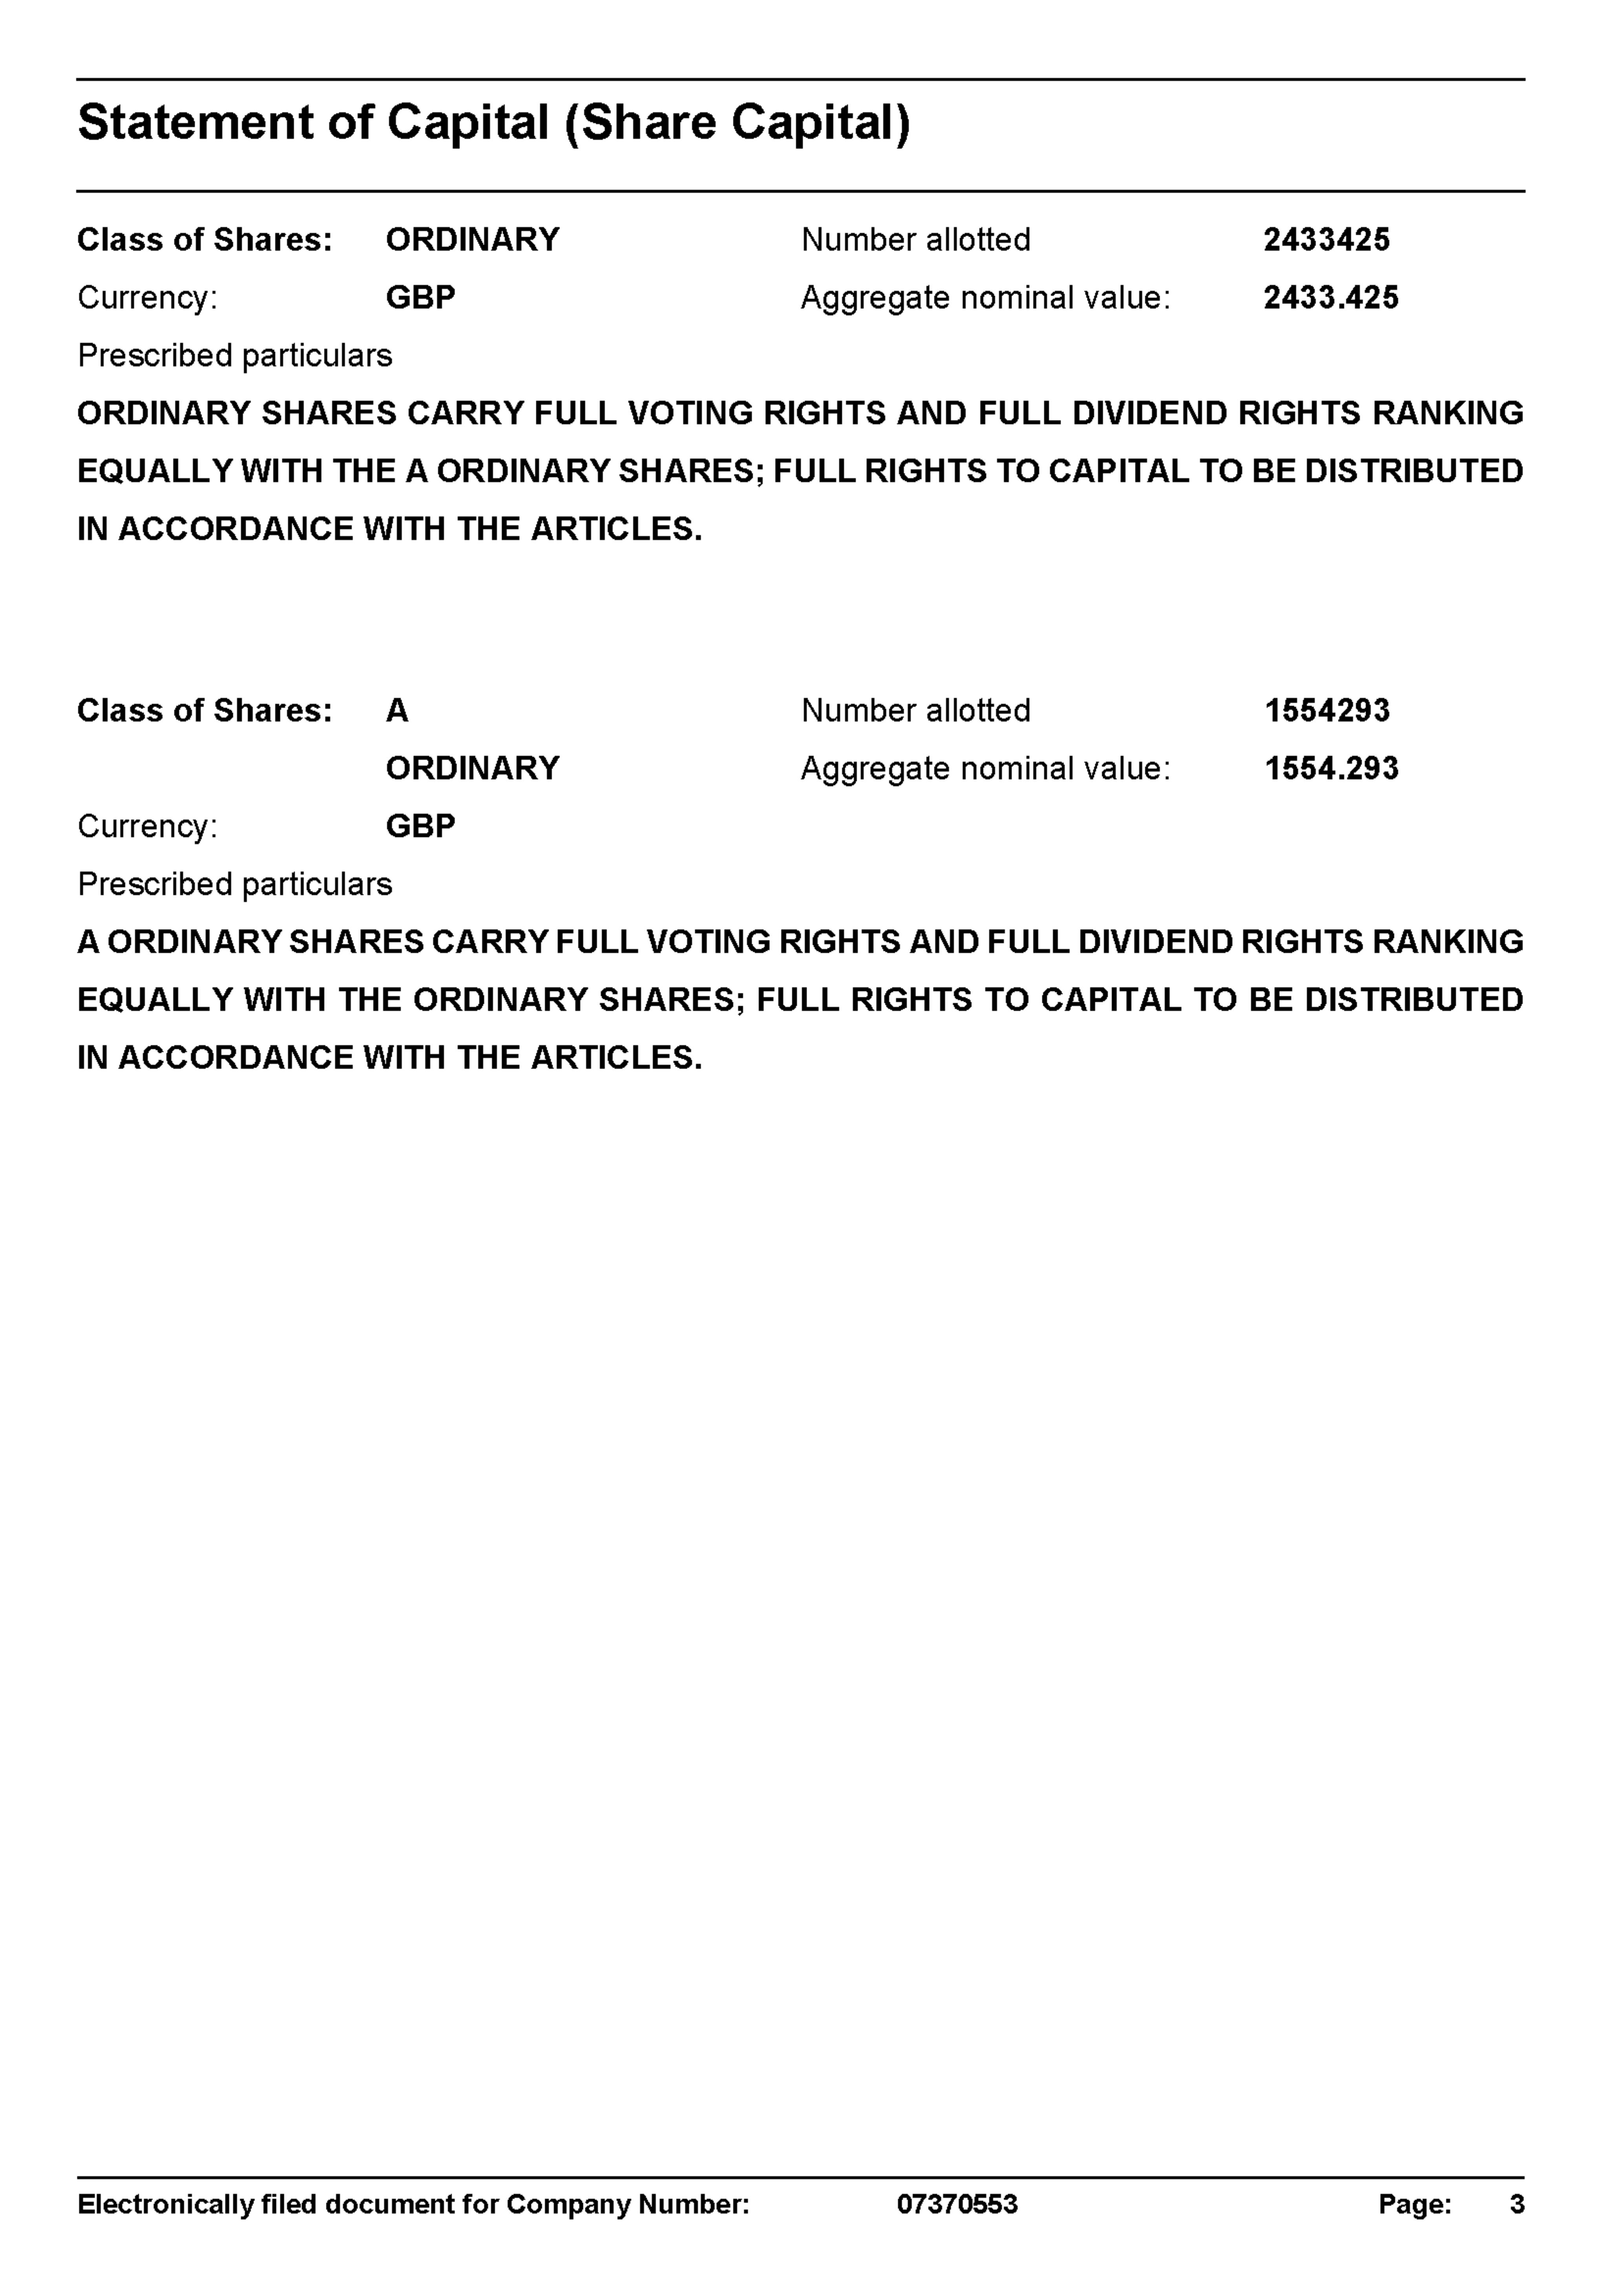 Statement of Capital (Share Capital)
Class of Shares: ORDINARY Number allotted 2433425
Currency: GBP Aggregate nominal value: 2433.425
Prescribed particulars
ORDINARY SHARES CARRY FULL VOTING RIGHTS AND FULL DIVIDEND RIGHTS RANKING
EQUALLY WITH THE A ORDINARY SHARES; FULL RIGHTS TO CAPITAL TO BE DISTRIBUTED
IN ACCORDANCE WITH THE ARTICLES.
Class of Shares: A Number allotted 1554293
ORDINARY Aggregate nominal value: 1554.293
Currency: GBP
Prescribed particulars
A ORDINARY SHARES CARRY FULL VOTING RIGHTS AND FULL DIVIDEND RIGHTS RANKING
EQUALLY WITH THE ORDINARY SHARES; FULL RIGHTS TO CAPITAL TO BE DISTRIBUTED
IN ACCORDANCE WITH THE ARTICLES.
Electronically filed document for Company Number: 07370553 Page: 3